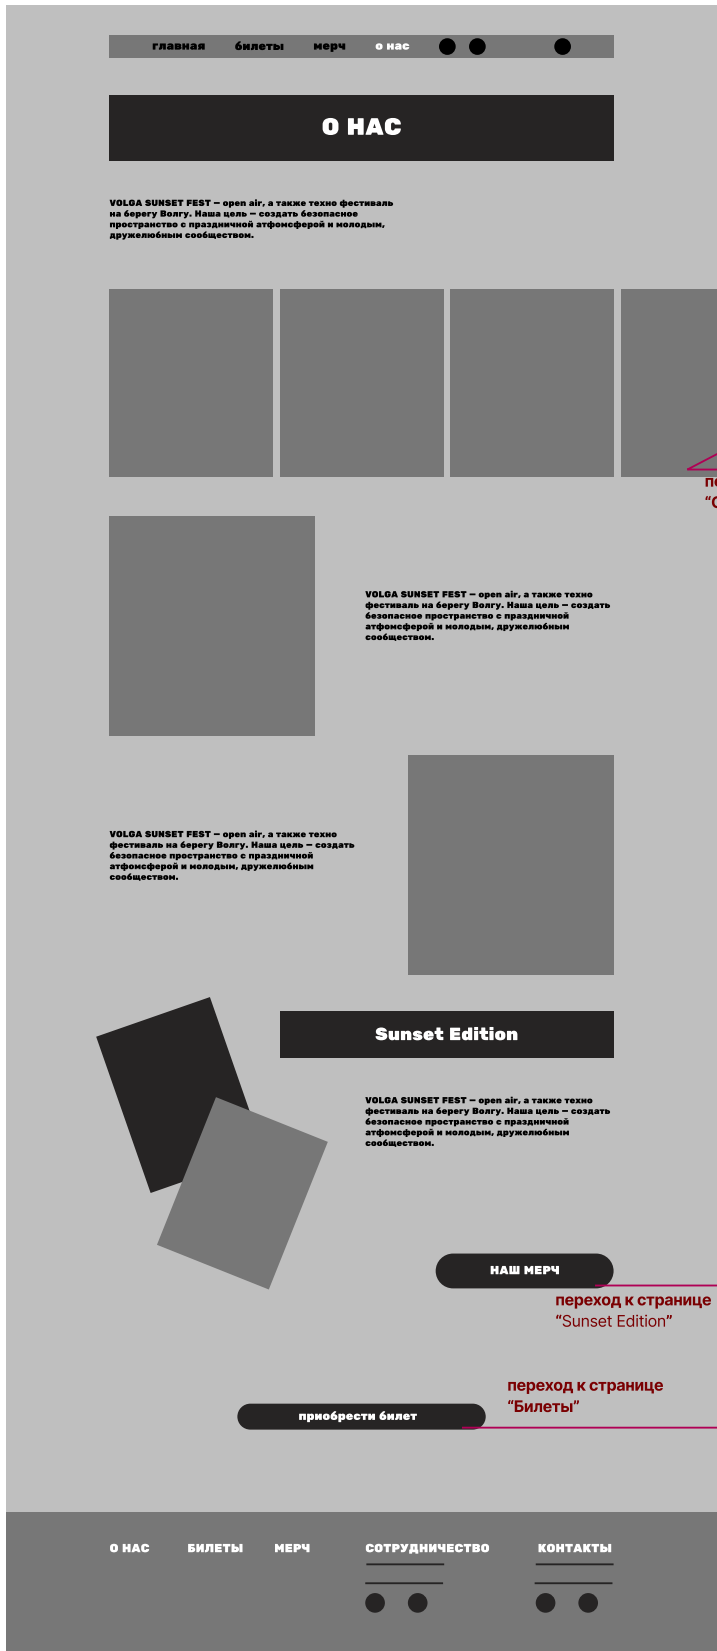 главная билеты мерч о нас
О НАС
VOLGA SUNSET FEST — open air, а также техно фестиваль
на берегу Волгу. Наша цель — создать безопасное
пространство с праздничной атфомсферой и молодым,
дружелюбным сообществом.
VOLGA SUNSET FEST — open air, а также техно
фестиваль на берегу Волгу. Наша цель — создать
безопасное пространство с праздничной
атфомсферой и молодым, дружелюбным
сообществом.
VOLGA SUNSET FEST — open air, а также техно
фестиваль на берегу Волгу. Наша цель — создать
безопасное пространство с праздничной
атфомсферой и молодым, дружелюбным
сообществом.
Sunset Edition
VOLGA SUNSET FEST — open air, а также техно
фестиваль на берегу Волгу. Наша цель — создать
безопасное пространство с праздничной
атфомсферой и молодым, дружелюбным
сообществом.
НАШ МЕРЧ
переход к странице
“Sunset Edition”
переход к странице
“Билеты”
приобрести билет
О НАС БИЛЕТЫ МЕРЧ СОТРУДНИЧЕСТВО КОНТАКТЫ